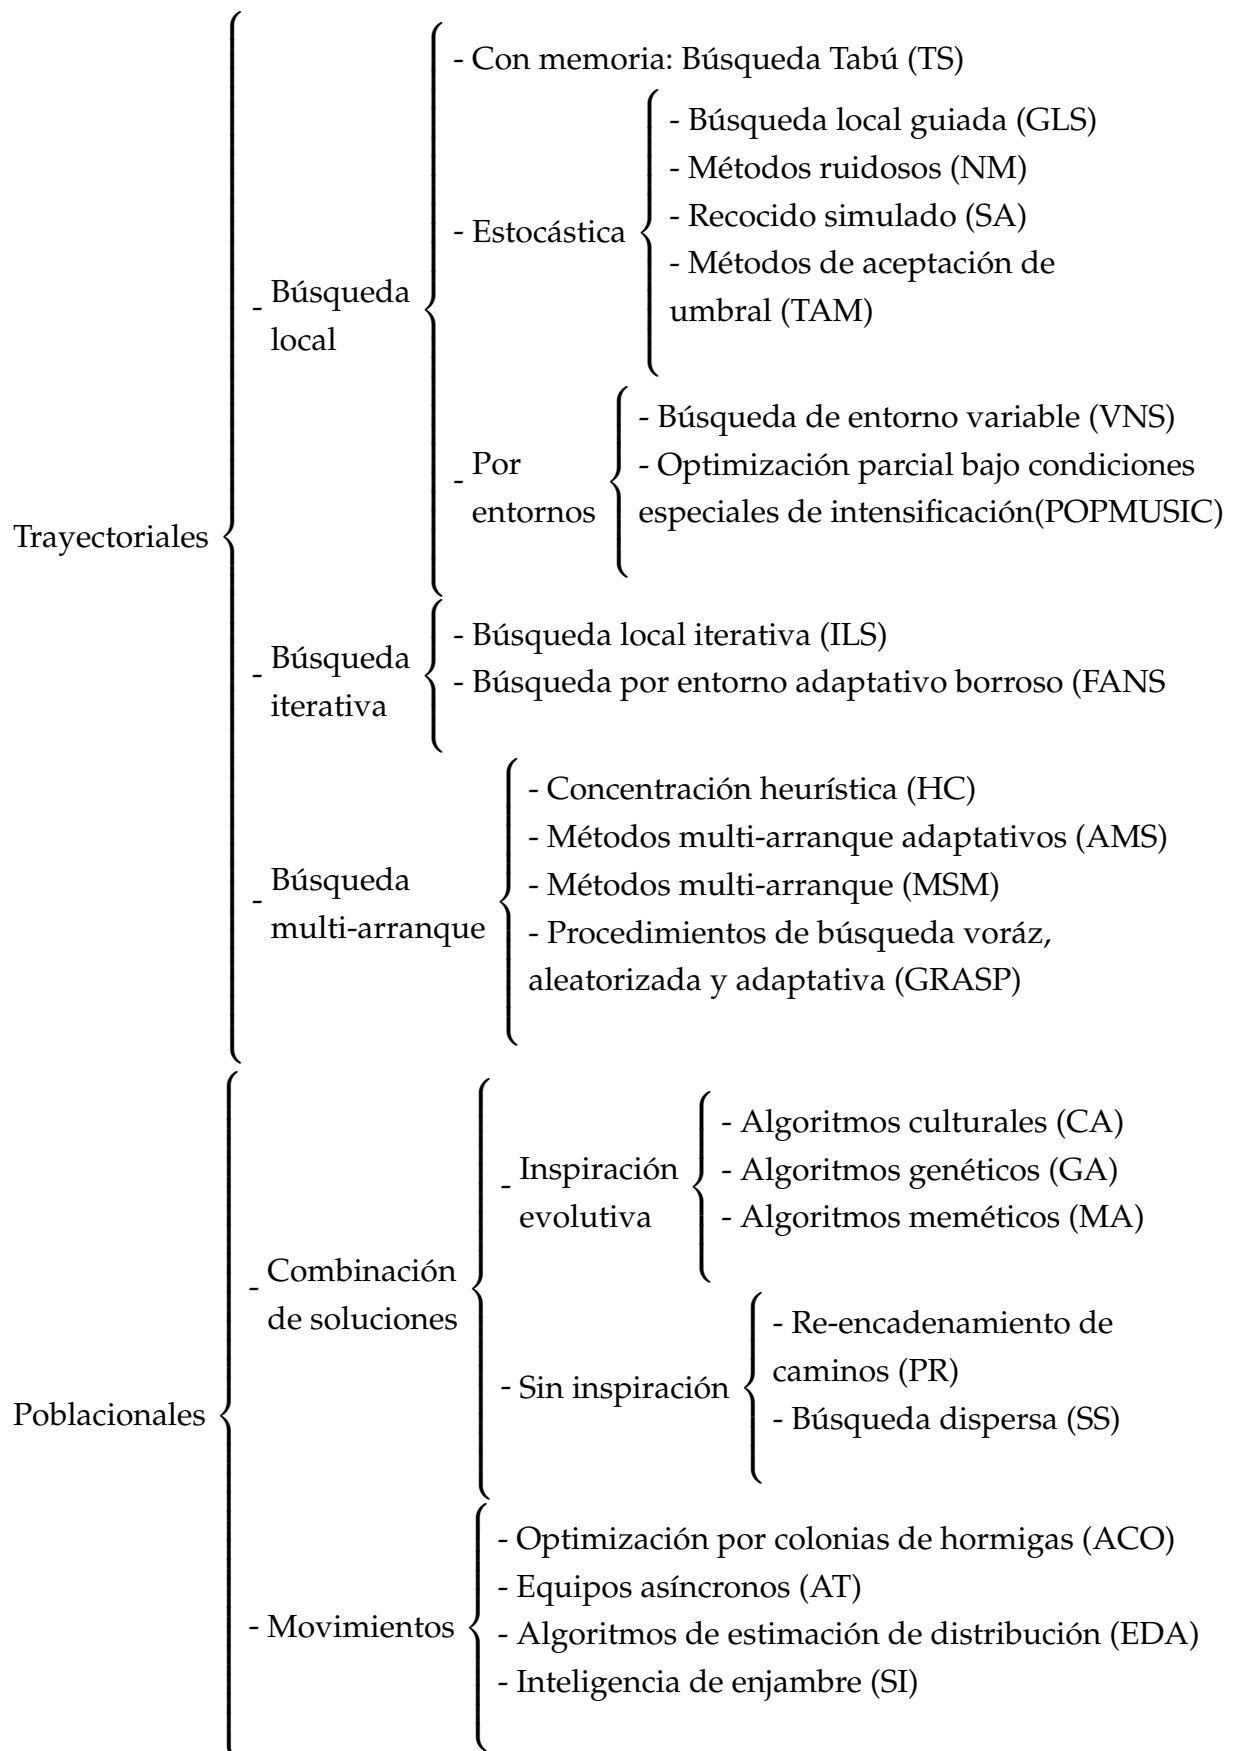 Trayectoriales
- Búsqueda
local
- Con memoria: Búsqueda Tabú (TS)
- Estocástica
- Búsqueda local guiada (GLS)
- Métodos ruidosos (NM)
- Recocido simulado (SA)
- Métodos de aceptación de
umbral (TAM)
- Por
entornos
- Búsqueda de entorno variable (VNS)
- Optimización parcial bajo condiciones
especiales de intensificación(POPMUSIC)
- Búsqueda
iterativa
- Búsqueda local iterativa (ILS)
- Búsqueda por entorno adaptativo borroso (FANS
- Búsqueda
multi-arranque
- Concentración heurística (HC)
- Métodos multi-arranque adaptativos (AMS)
- Métodos multi-arranque (MSM)
- Procedimientos de búsqueda voráz,
aleatorizada y adaptativa (GRASP)
Poblacionales
- Combinación
de soluciones
- Inspiración
evolutiva
- Algoritmos culturales (CA)
- Algoritmos genéticos (GA)
- Algoritmos meméticos (MA)
- Sin inspiración
- Re-encadenamiento de
caminos (PR)
- Búsqueda dispersa (SS)
- Movimientos
- Optimización por colonias de hormigas (ACO)
- Equipos asíncronos (AT)
- Algoritmos de estimación de distribución (EDA)
- Inteligencia de enjambre (SI)